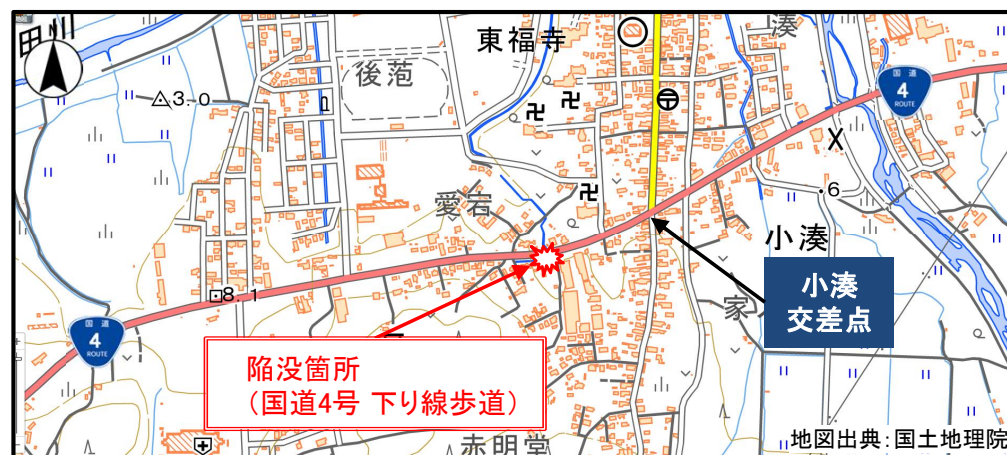 田川
N
東福寺
湊
後萢
3.0
国道
4
ROUTE
愛宕
.6
小湊
8.1
小湊
交差点
家
国道
4
ROUTE
陥没箇所
(国道4号 下り線歩道)
赤明堂
地図出典:国土地理院